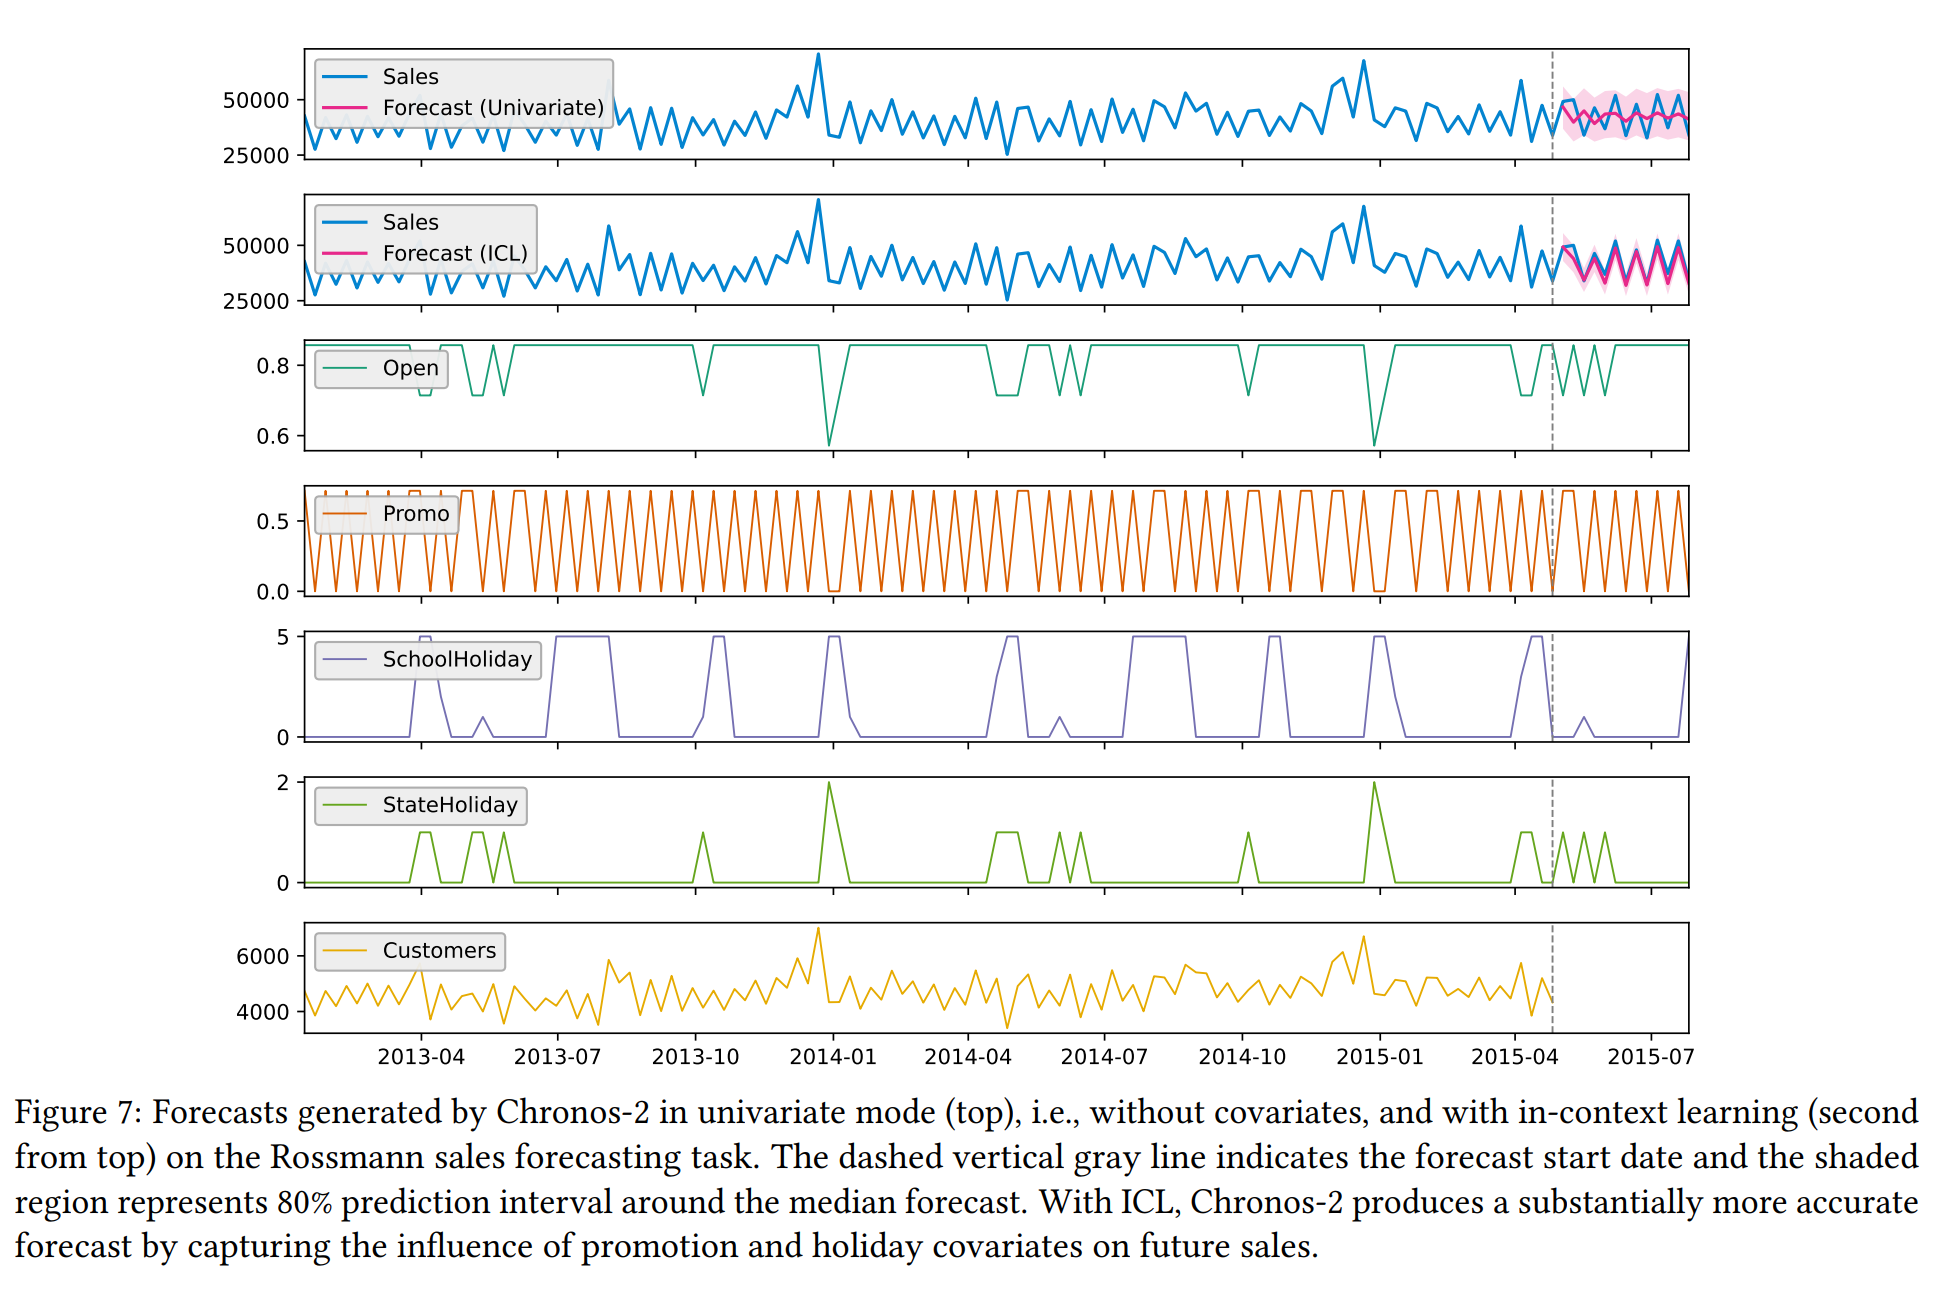 Sales
Forecast (Univariate)
50000
25000
Sales
Forecast (ICL)
50000
25000
Open
0.8
0.6
Promo
0.5
0.0
SchoolHoliday
5
0
StateHoliday
2
0
Customers
6000
4000
2013-04 2013-07 2013-10 2014-01 2014-04 2014-07 2014-10 2015-01 2015-04 2015-07
Figure 7: Forecasts generated by Chronos-2 in univariate mode (top), i.e., without covariates, and with in-context learning (second
from top) on the Rossmann sales forecasting task. The dashed vertical gray line indicates the forecast start date and the shaded
region represents 80% prediction interval around the median forecast. With ICL, Chronos-2 produces a substantially more accurate
forecast by capturing the influence of promotion and holiday covariates on future sales.